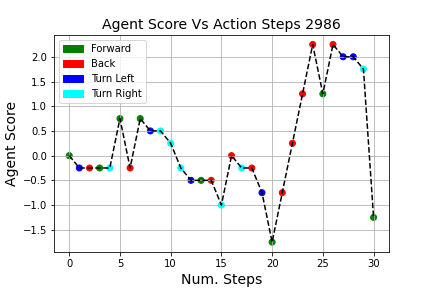 Agent Score Vs Action Steps 2986
Forward
Back
Turn Left
Turn Right
Agent Score
2.0
1.5
1.0
0.5
0.0
−0.5
−1.0
−1.5
0 5 10 15 20 25 30
Num. Steps